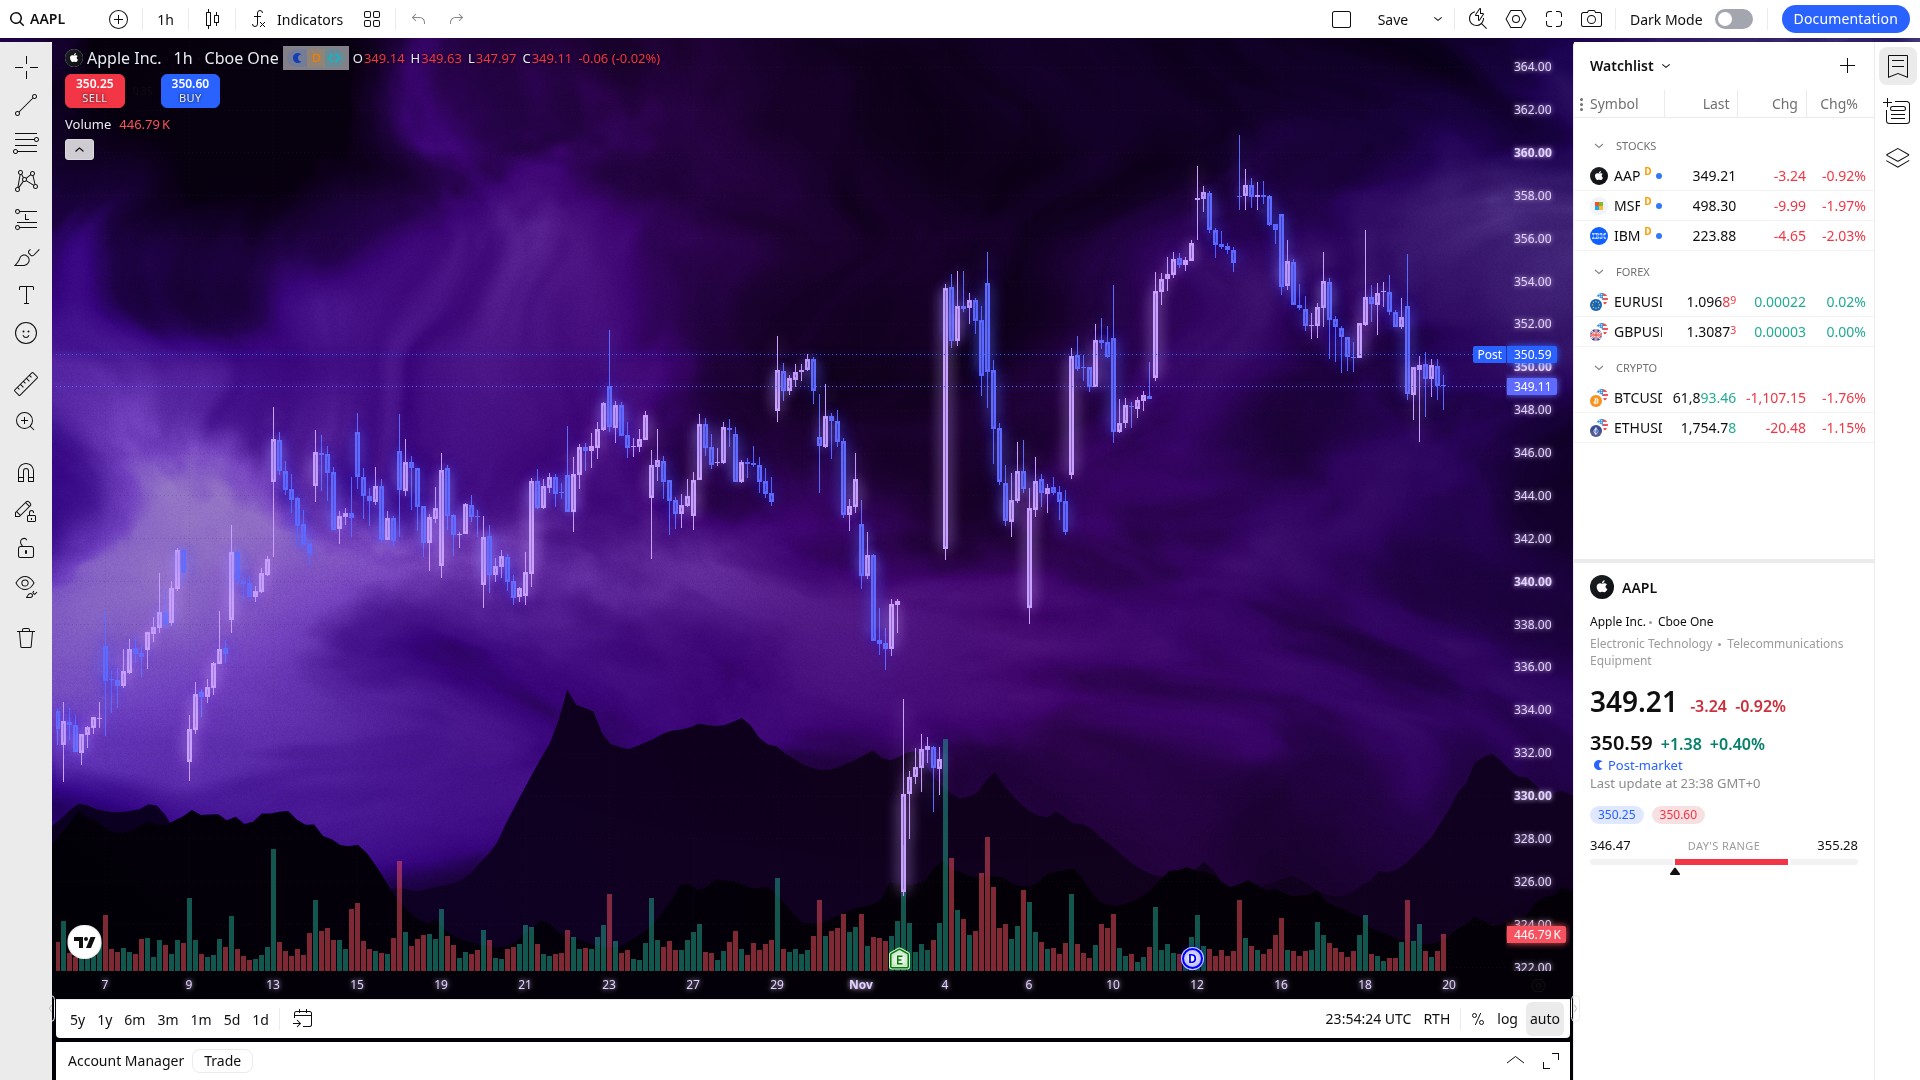 AAPL
1h
Indicators
Save
Dark Mode
Documentation
Apple Inc. 1h Cboe One
D
O349.14 H349.63 L347.97 C349.11 -0.06 (-0.02%)
350.25
SELL
350.60
BUY
Volume 446.79 K
364.00
362.00
360.00
358.00
356.00
354.00
352.00
Post 350.59
350.00
349.11
348.00
346.00
344.00
342.00
340.00
338.00
336.00
334.00
332.00
330.00
328.00
326.00
324.00
446.79 K
322.00
E
D
7 9 13 15 19 21 23 27 29 Nov 4 6 10 12 16 18 20
5y 1y 6m 3m 1m 5d 1d
23:54:24 UTC RTH % log auto
Account Manager Trade
Watchlist
Symbol Last Chg Chg%
STOCKS
AAP D 349.21 -3.24 -0.92%
MSF D 498.30 -9.99 -1.97%
IBM D 223.88 -4.65 -2.03%
FOREX
EURUSD 1.09689 0.00022 0.02%
GBPUSD 1.30873 0.00003 0.00%
CRYPTO
BTCUSD 61,893.46 -1,107.15 -1.76%
ETHUSD 1,754.78 -20.48 -1.15%
AAPL
Apple Inc. • Cboe One
Electronic Technology • Telecommunications
Equipment
349.21 -3.24 -0.92%
350.59 +1.38 +0.40%
Post-market
Last update at 23:38 GMT+0
350.25 350.60
346.47 DAY'S RANGE 355.28